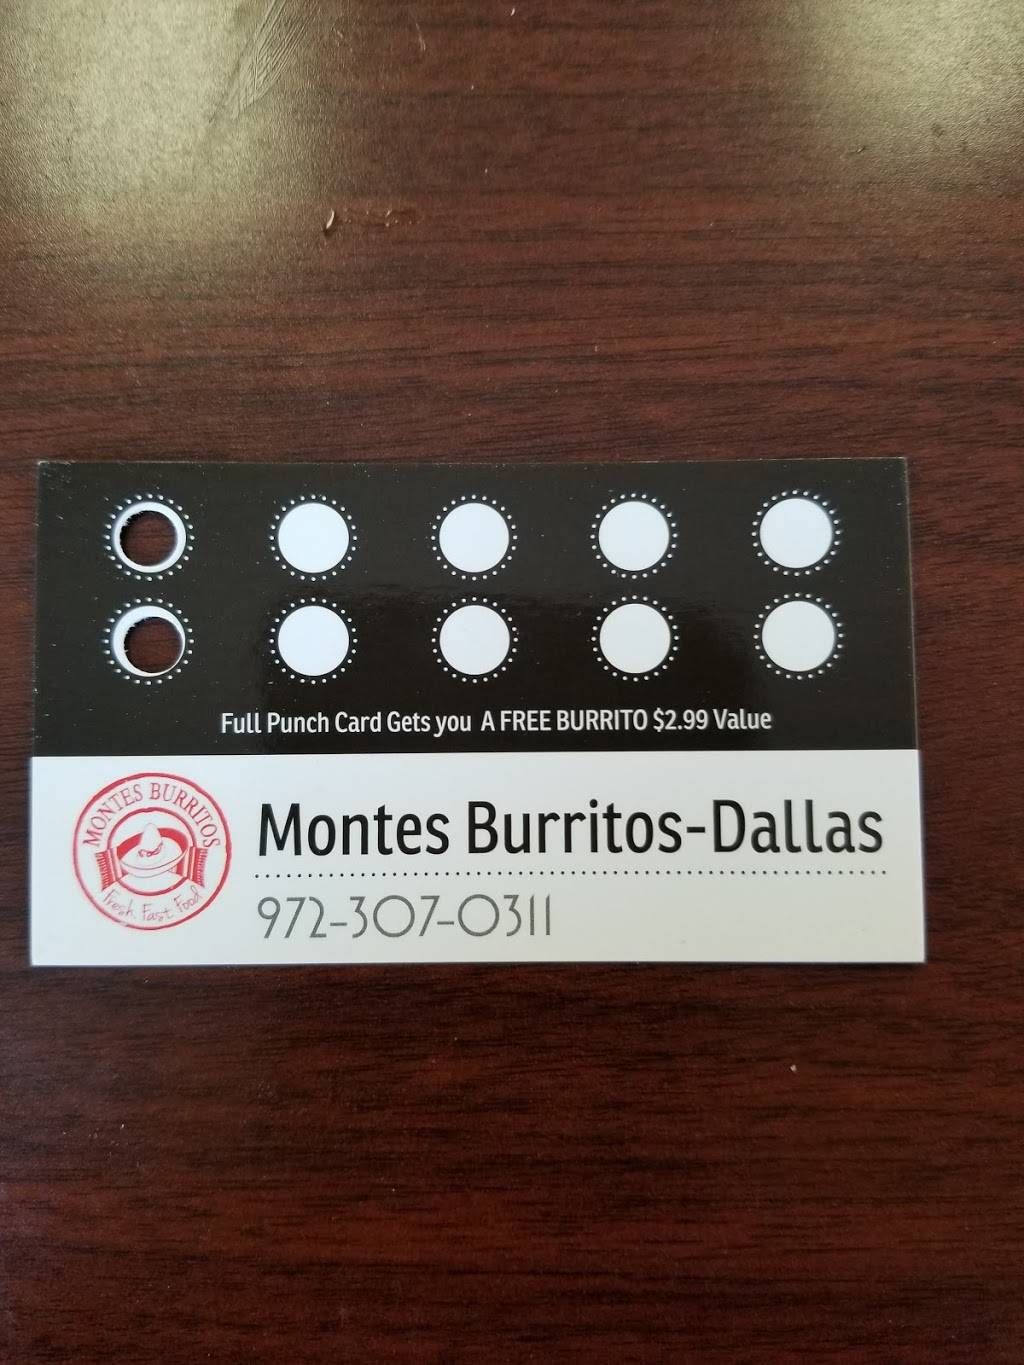 Full Punch Card Gets you A FREE BURRITO $2.99 Value
MONTES BURRITOS
Fresh. Fast Food
Montes Burritos-Dallas
972-307-0311